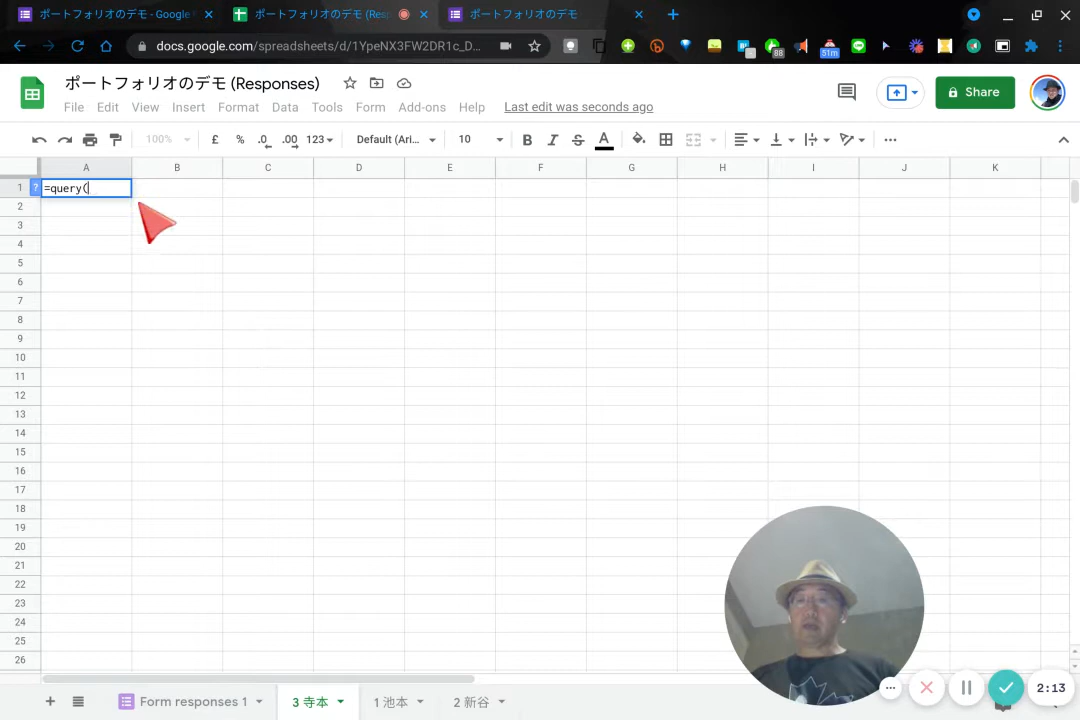 ポートフォリオのデモ - Google
ポートフォリオのデモ (Res
ポートフォリオのデモ
docs.google.com/spreadsheets/d/1YpeNX3FW2DR1c_D...
88
51m
ポートフォリオのデモ (Responses)
File Edit View Insert Format Data Tools Form Add-ons Help Last edit was seconds ago
Share
100% £ % .0 .00 123 Default (Ari... 10 B I S A
A B C D E F G H I J K
1 ? =query(
2
3
4
5
6
7
8
9
10
11
12
13
14
15
16
17
18
19
20
21
22
23
24
25
26
Form responses 1 3 寺本 1 池本 2 新谷
2:13